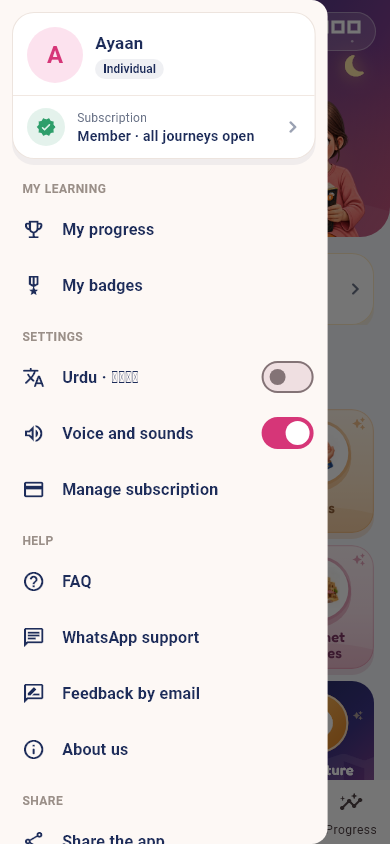 A
Ayaan
Individual
Subscription
Member · all journeys open
MY LEARNING
My progress
My badges
SETTINGS
Urdu ·
Voice and sounds
Manage subscription
HELP
FAQ
WhatsApp support
Feedback by email
About us
SHARE
Share the app
Progress